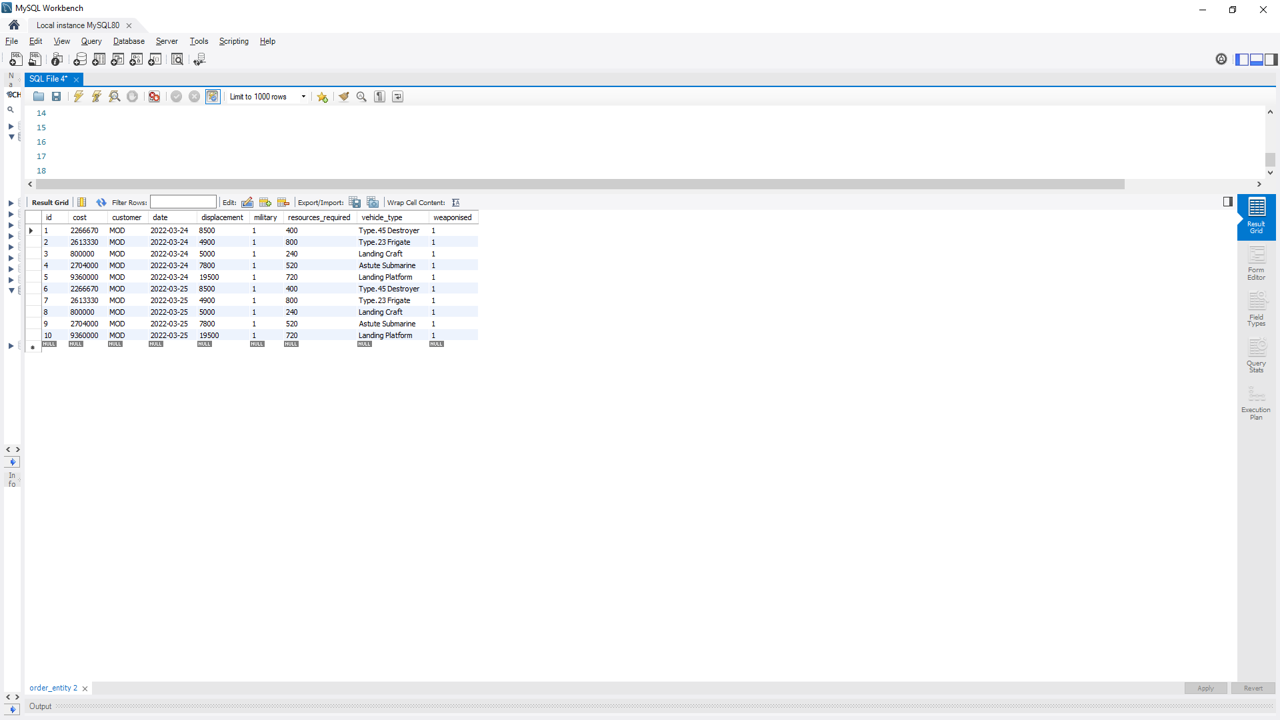 MySQL Workbench
Local instance MySQL80
File Edit View Query Database Server Tools Scripting Help
N
a
SQL File 4*
SCH
Limit to 1000 rows
14
15
16
17
18
Result Grid Filter Rows: Edit: Export/Import: Wrap Cell Content:
id cost customer date displacement military resources_required vehicle_type weaponised
1 2266670 MOD 2022-03-24 8500 1 400 Type.45 Destroyer 1
2 2613330 MOD 2022-03-24 4900 1 800 Type.23 Frigate 1
3 800000 MOD 2022-03-24 5000 1 240 Landing Craft 1
4 2704000 MOD 2022-03-24 7800 1 520 Astute Submarine 1
5 9360000 MOD 2022-03-24 19500 1 720 Landing Platform 1
6 2266670 MOD 2022-03-25 8500 1 400 Type.45 Destroyer 1
7 2613330 MOD 2022-03-25 4900 1 800 Type.23 Frigate 1
8 800000 MOD 2022-03-25 5000 1 240 Landing Craft 1
9 2704000 MOD 2022-03-25 7800 1 520 Astute Submarine 1
10 9360000 MOD 2022-03-25 19500 1 720 Landing Platform 1
NULL NULL NULL NULL NULL NULL NULL NULL NULL
Result
Grid
Form
Editor
Field
Types
Query
Stats
Execution
Plan
In
fo
order_entity 2
Apply Revert
Output